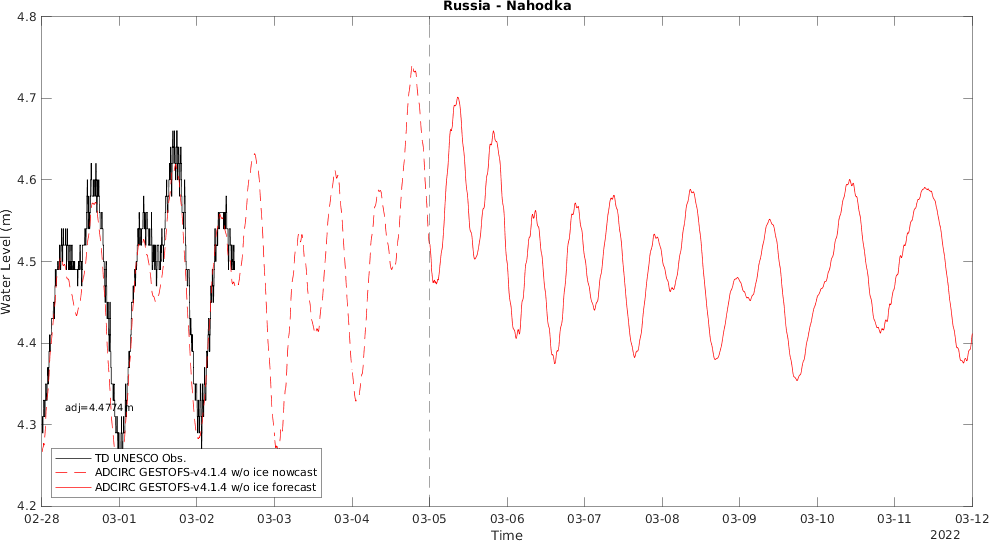 Russia - Nahodka
4.8
4.7
4.6
4.5
4.4
4.3
4.2
Water Level (m)
adj=4.4774m
TD UNESCO Obs.
ADCIRC GESTOFS-v4.1.4 w/o ice nowcast
ADCIRC GESTOFS-v4.1.4 w/o ice forecast
02-28 03-01 03-02 03-03 03-04 03-05 03-06 03-07 03-08 03-09 03-10 03-11 03-12
Time
2022